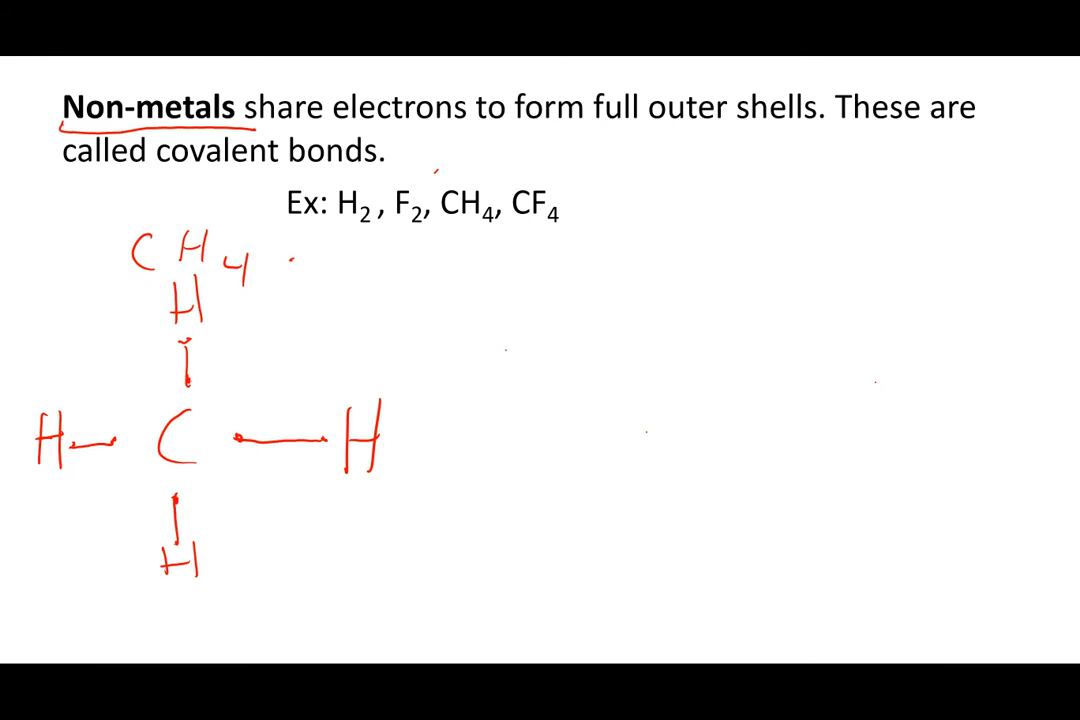 Non-metals share electrons to form full outer shells. These are
called covalent bonds.
Ex: H₂ , F₂, CH₄, CF₄
CH₄
H
H C H
H